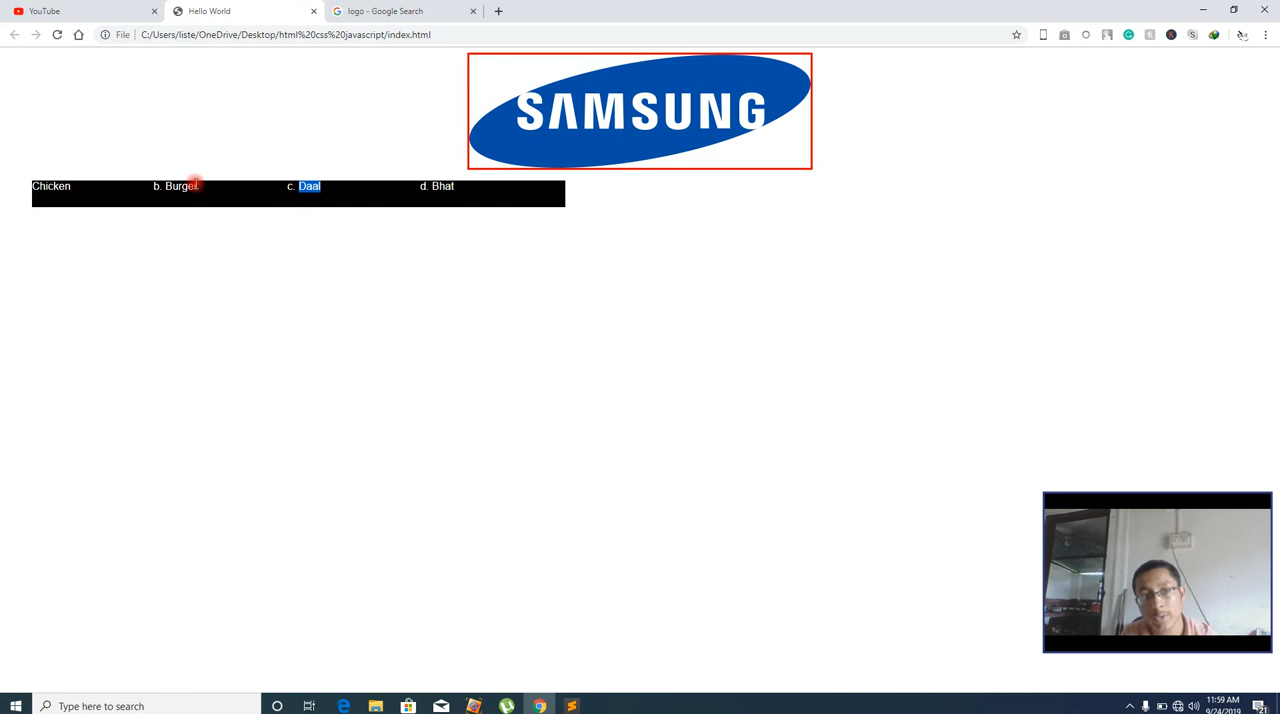 YouTube
Hello World
logo - Google Search
File
C:/Users/liste/OneDrive/Desktop/html%20css%20javascript/index.html
SAMSUNG
Chicken b. Burger. c. Daal d. Bhat
Type here to search
11:59 AM
9/24/2019
21